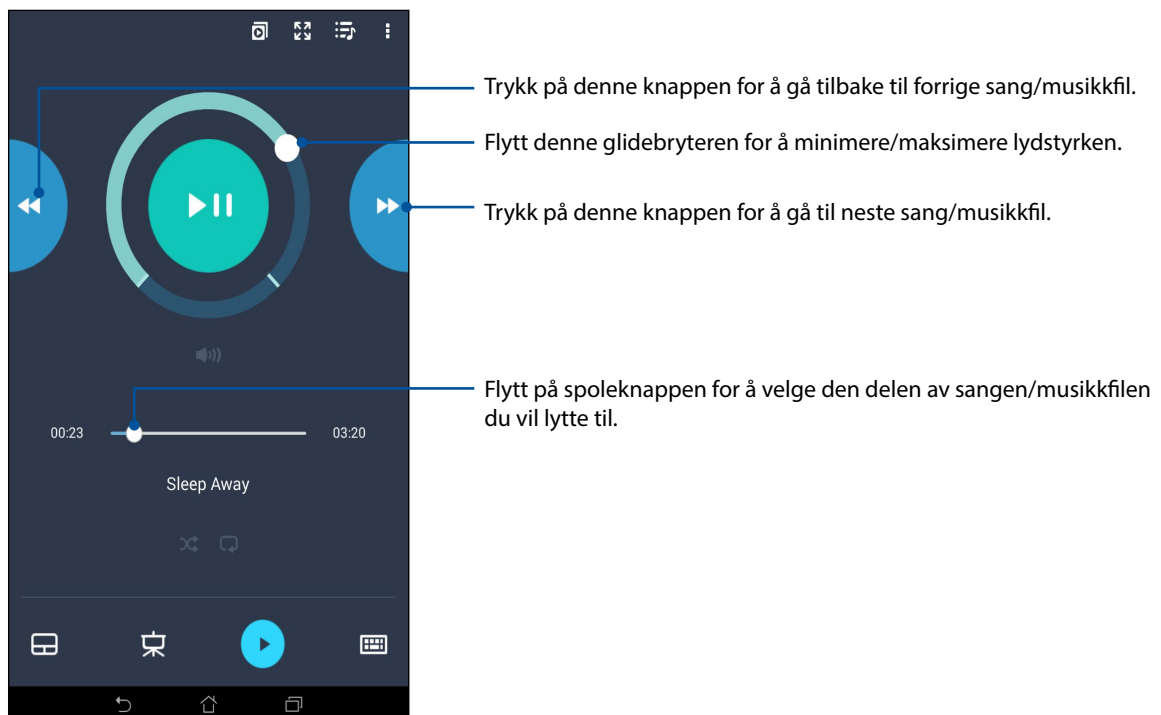 Trykk på denne knappen for å gå tilbake til forrige sang/musikkfil.
Flytt denne glidebryteren for å minimere/maksimere lydstyrken.
Trykk på denne knappen for å gå til neste sang/musikkfil.
Flytt på spoleknappen for å velge den delen av sangen/musikkfilen
du vil lytte til.
00:23 03:20
Sleep Away